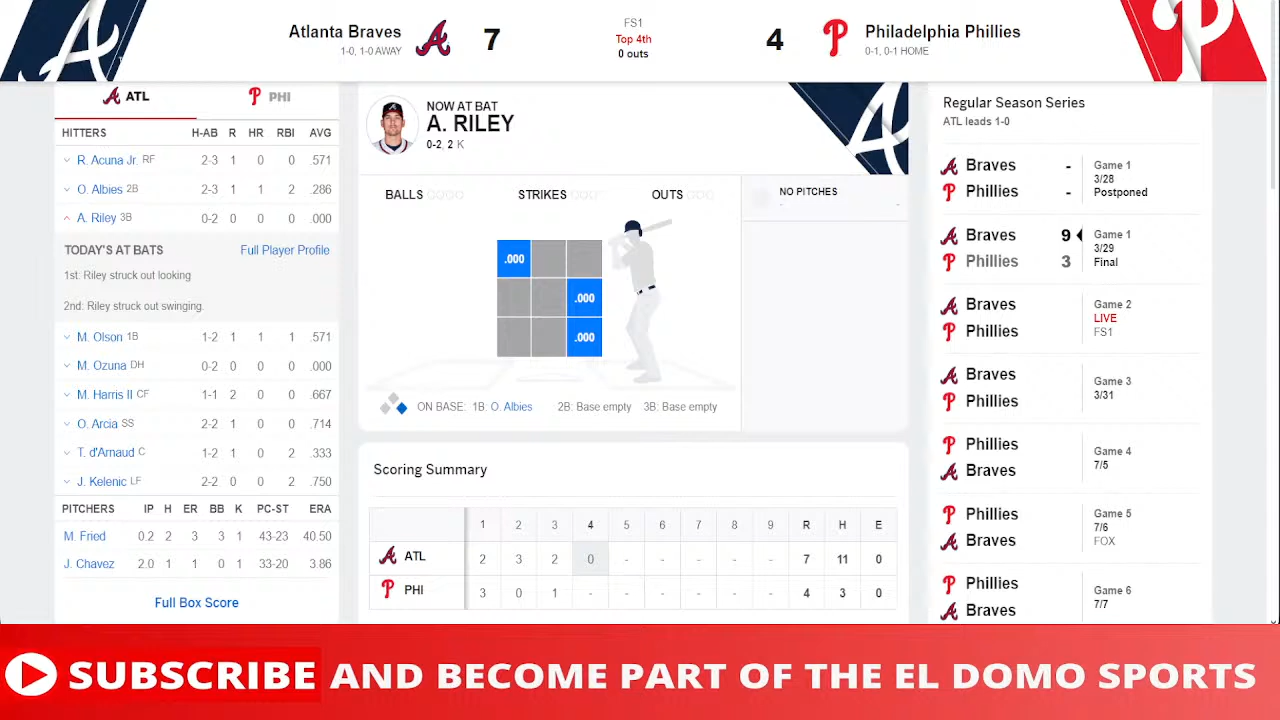 Atlanta Braves
1-0, 1-0 AWAY
7
FS1
Top 4th
0 outs
4
Philadelphia Phillies
0-1, 0-1 HOME
ATL
PHI
HITTERS H-AB R HR RBI AVG
R. Acuna Jr. RF 2-3 1 0 0 .571
O. Albies 2B 2-3 1 1 2 .286
A. Riley 3B 0-2 0 0 0 .000
TODAY'S AT BATS Full Player Profile
1st: Riley struck out looking
2nd: Riley struck out swinging.
M. Olson 1B 1-2 1 1 1 .571
M. Ozuna DH 0-2 0 0 0 .000
M. Harris II CF 1-1 2 0 0 .667
O. Arcia SS 2-2 1 0 0 .714
T. d'Arnaud C 1-2 1 0 2 .333
J. Kelenic LF 2-2 0 0 2 .750
PITCHERS IP H ER BB K PC-ST ERA
M. Fried 0.2 2 3 3 1 43-23 40.50
J. Chavez 2.0 1 1 0 1 33-20 3.86
Full Box Score
NOW AT BAT
A. RILEY
0-2, 2 K
BALLS STRIKES OUTS
NO PITCHES
- -
.000
.000
.000
ON BASE: 1B: O. Albies 2B: Base empty 3B: Base empty
Scoring Summary
1 2 3 4 5 6 7 8 9 R H E
ATL 2 3 2 0 - - - - - 7 11 0
PHI 3 0 1 - - - - - - 4 3 0
Regular Season Series
ATL leads 1-0
Braves - Game 1
3/28
Phillies - Postponed
Braves 9 Game 1
3/29
Phillies 3 Final
Braves Game 2
LIVE
Phillies FS1
Braves Game 3
Phillies 3/31
Phillies Game 4
Braves 7/5
Phillies Game 5
7/6
Braves FOX
Phillies Game 6
Braves 7/7
SUBSCRIBE AND BECOME PART OF THE EL DOMO SPORTS